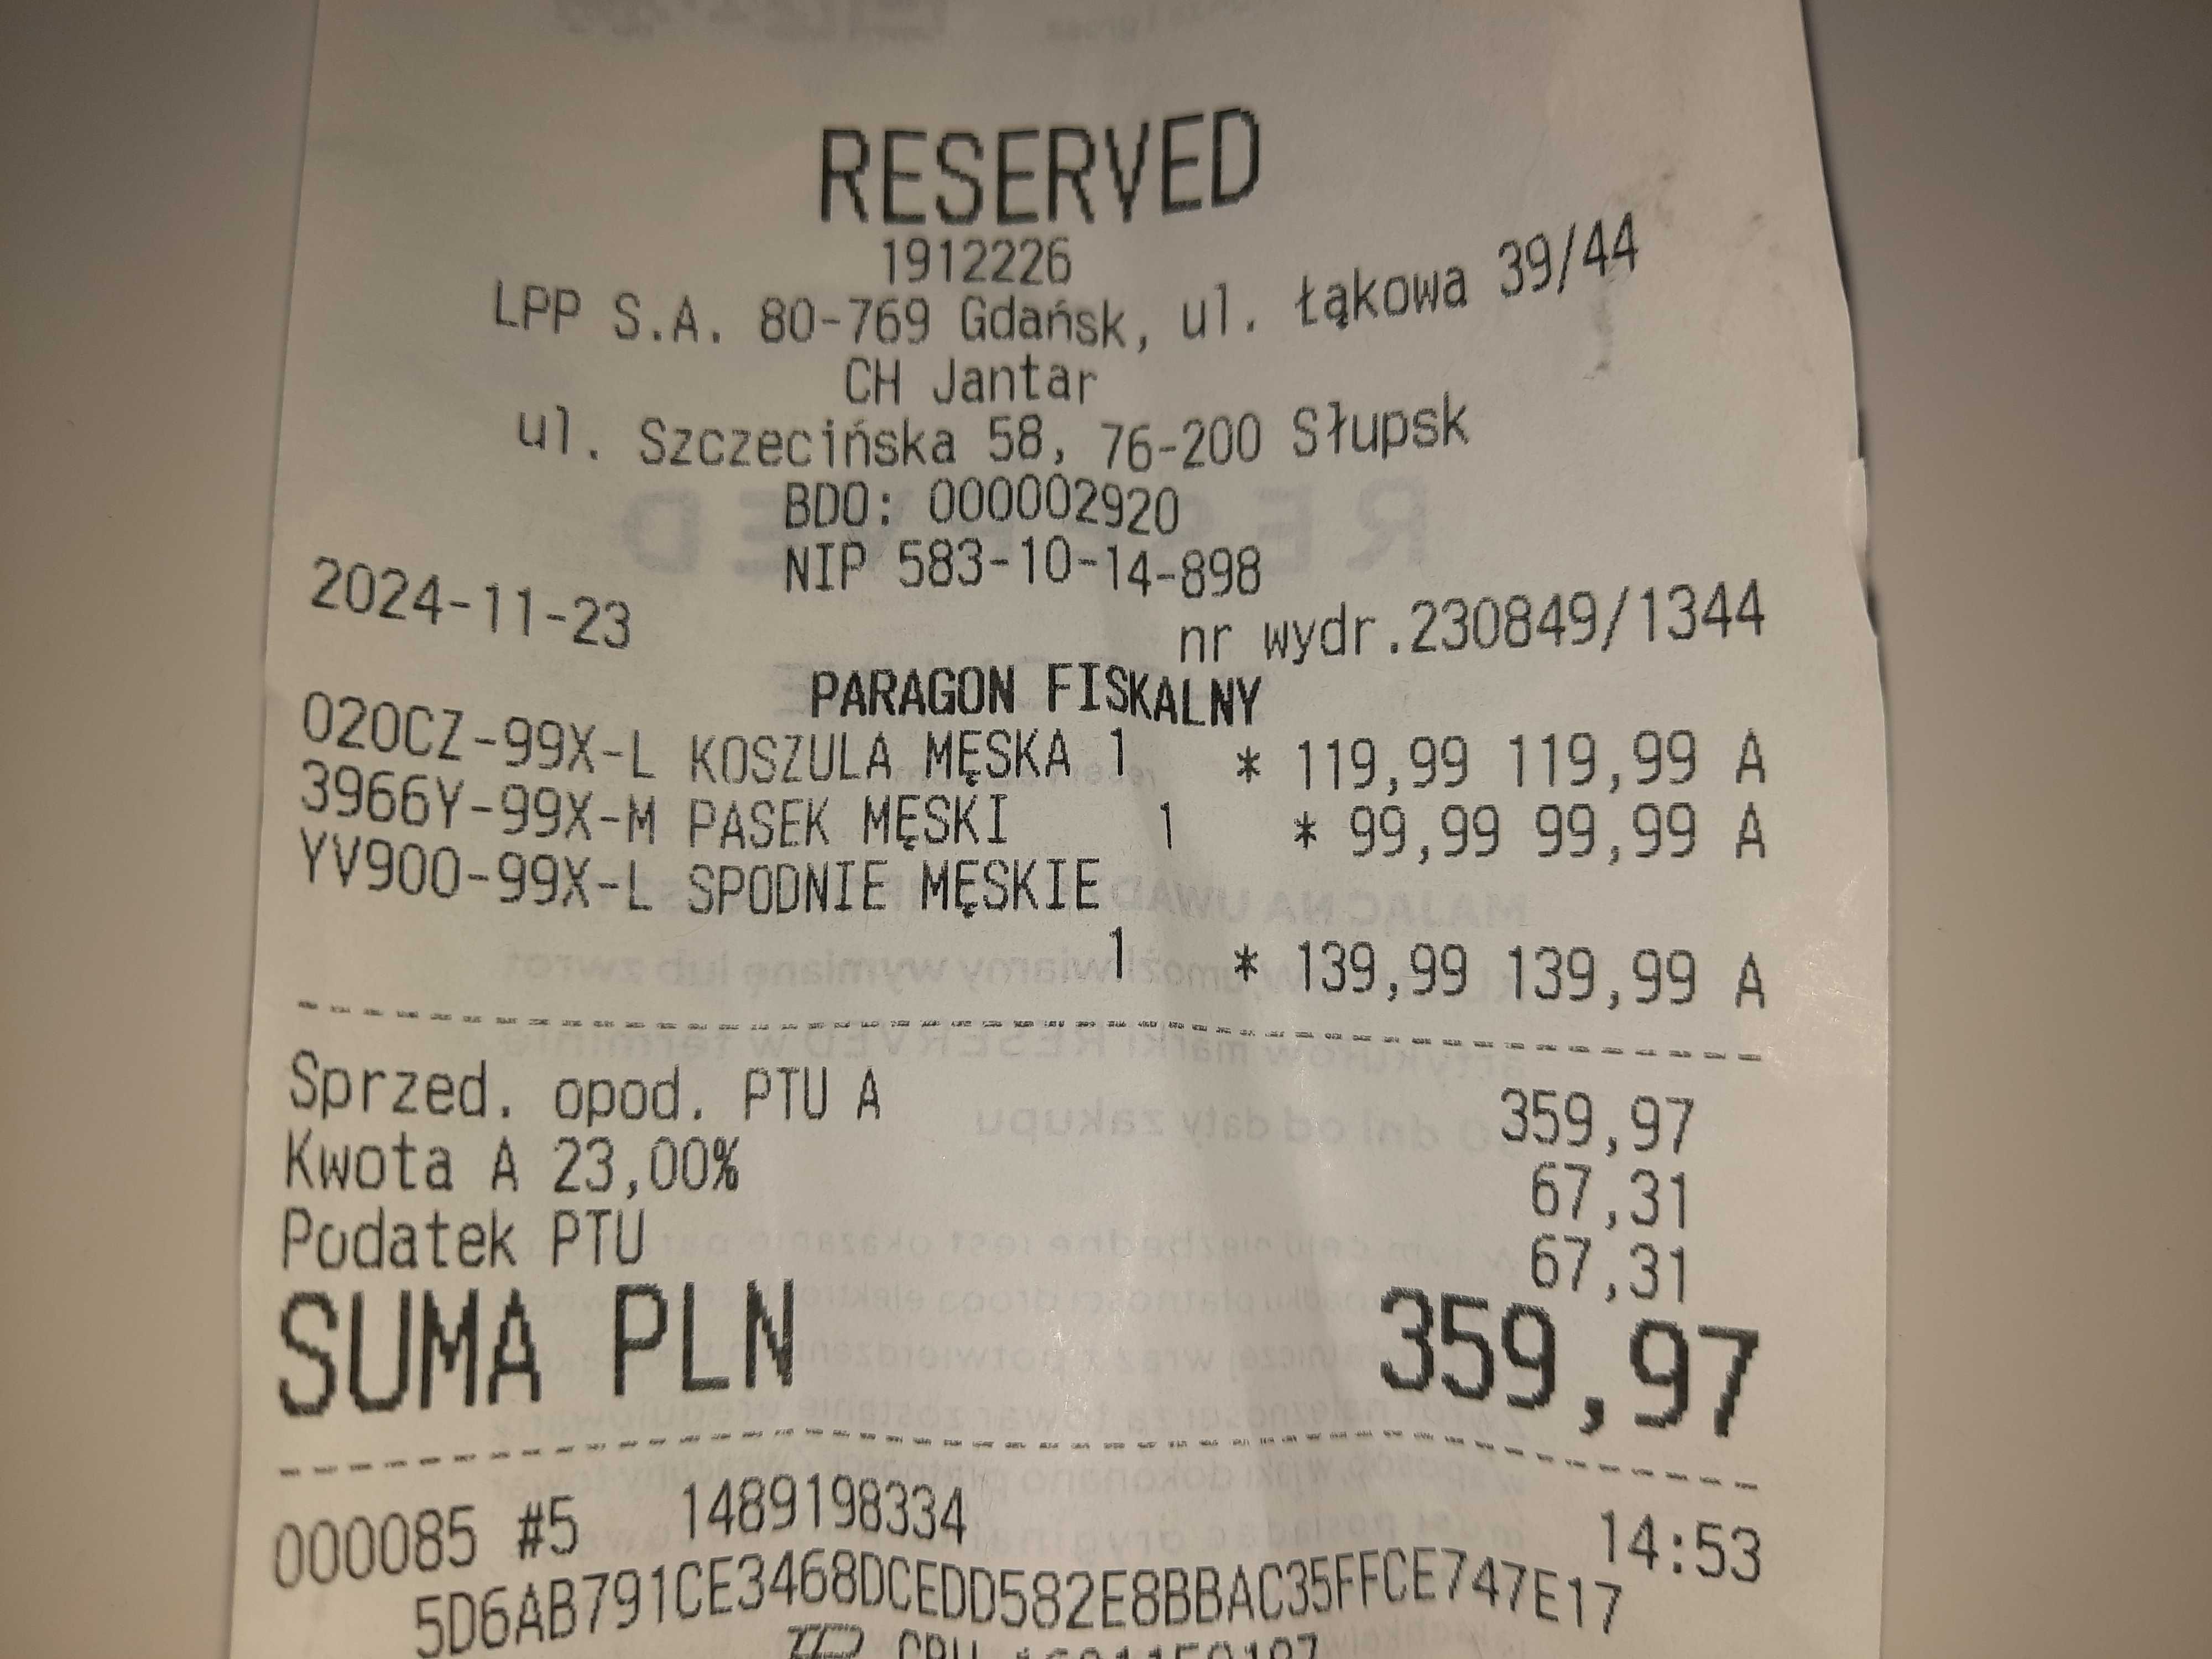 RESERVED
1912226
LPP S.A. 80-769 Gdańsk, ul. Łąkowa 39/44
CH Jantar
ul. Szczecińska 58, 76-200 Słupsk
BDO: 000002920
NIP 583-10-14-898
2024-11-23 nr wydr.230849/1344
PARAGON FISKALNY
020CZ-99X-L KOSZULA MĘSKA 1 * 119,99 119,99 A
3966Y-99X-M PASEK MĘSKI 1 * 99,99 99,99 A
YV900-99X-L SPODNIE MĘSKIE
1 * 139,99 139,99 A
Sprzed. opod. PTU A 359,97
Kwota A 23,00% 67,31
Podatek PTU 67,31
SUMA PLN 359,97
000085 #5 1489198334 14:53
5D6AB791CE3468DCEDD582E8BBAC35FFCE747E17